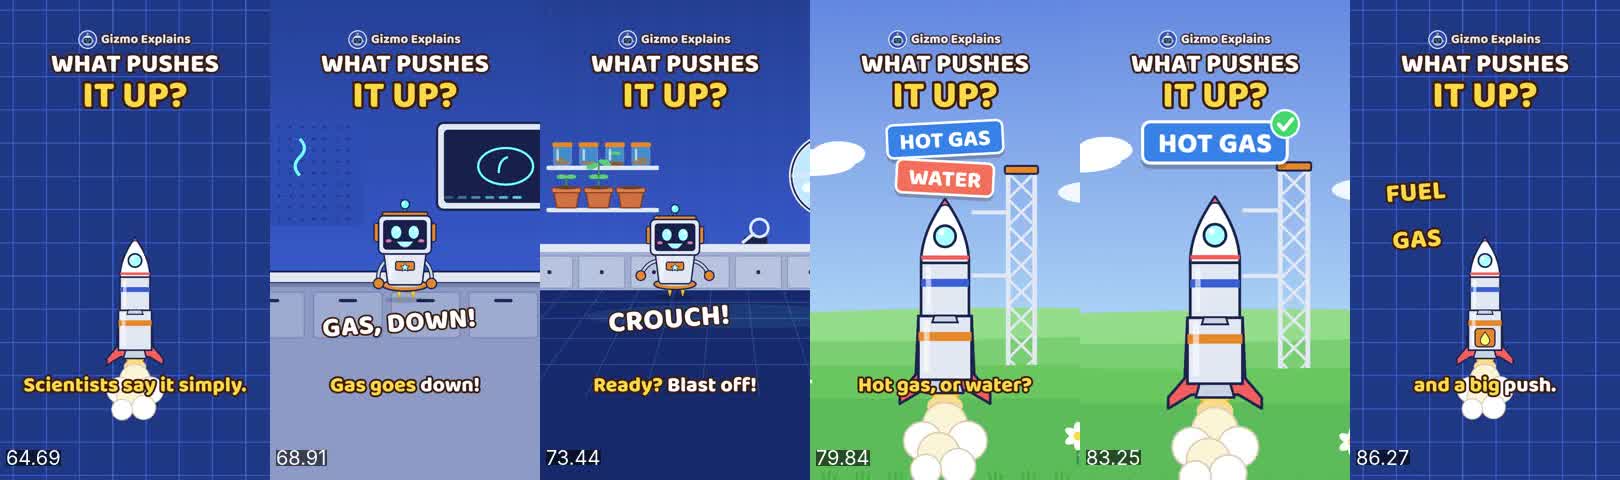 Gizmo Explains
WHAT PUSHES
IT UP?
Scientists say it simply.
64.69
Gizmo Explains
WHAT PUSHES
IT UP?
GAS, DOWN!
Gas goes down!
68.91
Gizmo Explains
WHAT PUSHES
IT UP?
CROUCH!
Ready? Blast off!
73.44
Gizmo Explains
WHAT PUSHES
IT UP?
HOT GAS
WATER
Hot gas, or water?
79.84
Gizmo Explains
WHAT PUSHES
IT UP?
HOT GAS
83.25
Gizmo Explains
WHAT PUSHES
IT UP?
FUEL
GAS
and a big push.
86.27